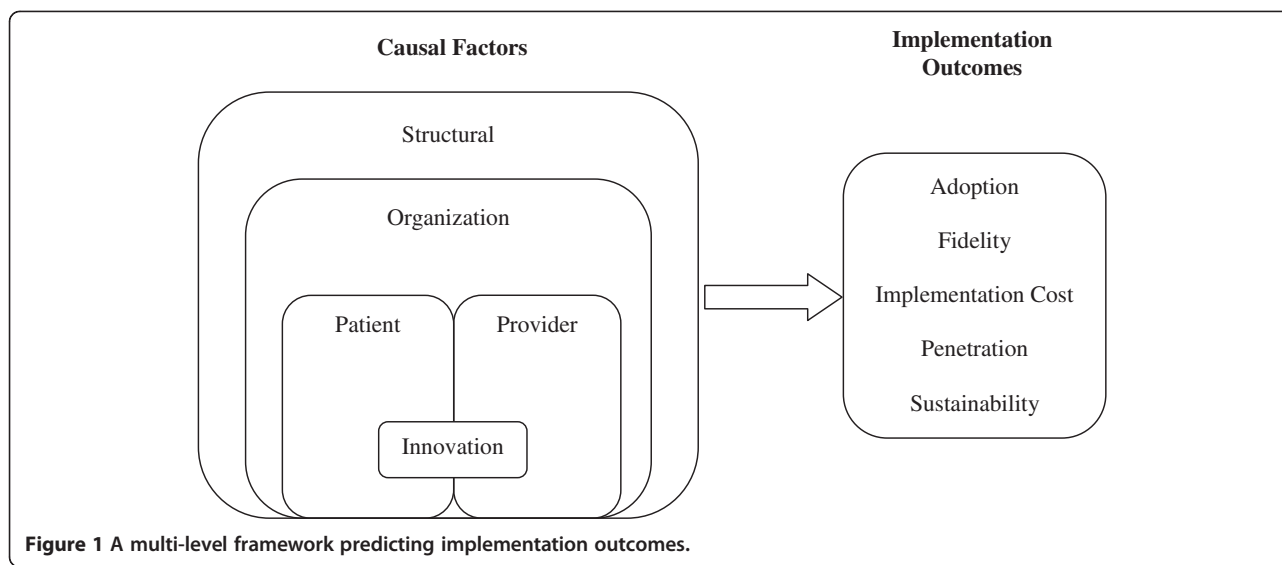 Causal Factors
Implementation
Outcomes
Structural
Organization
Patient
Provider
Innovation
Adoption
Fidelity
Implementation Cost
Penetration
Sustainability
Figure 1 A multi-level framework predicting implementation outcomes.